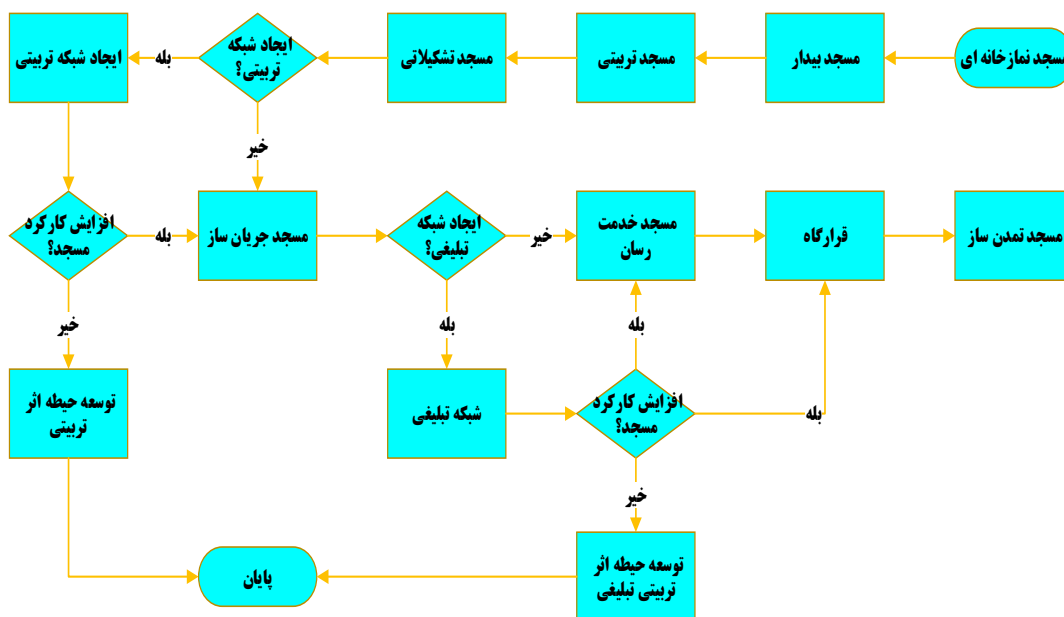 مسجد نمازخانه ای
مسجد بیدار
مسجد تربیتی
مسجد تشکیلاتی
ایجاد شبکه
تربیتی؟
بله
ایجاد شبکه تربیتی
خیر
مسجد تمدن ساز
قرارگاه
مسجد خدمت
رسان
خیر
ایجاد شبکه
تبلیغی؟
مسجد جریان ساز
بله
افزایش کارکرد
مسجد؟
بله
بله
خیر
بله
افزایش کارکرد
مسجد؟
شبکه تبلیغی
توسعه حیطه اثر
تربیتی
خیر
توسعه حیطه اثر
تربیتی تبلیغی
پایان